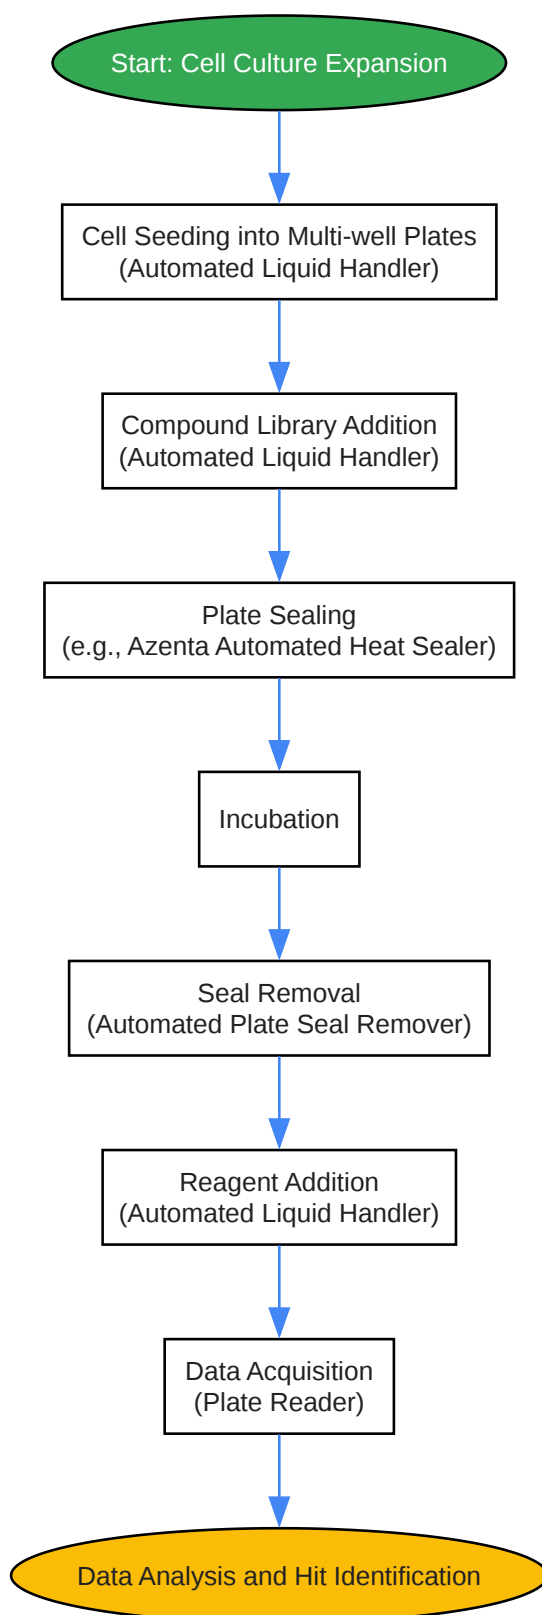 Start: Cell Culture Expansion
Cell Seeding into Multi-well Plates
(Automated Liquid Handler)
Compound Library Addition
(Automated Liquid Handler)
Plate Sealing
(e.g., Azenta Automated Heat Sealer)
Incubation
Seal Removal
(Automated Plate Seal Remover)
Reagent Addition
(Automated Liquid Handler)
Data Acquisition
(Plate Reader)
Data Analysis and Hit Identification